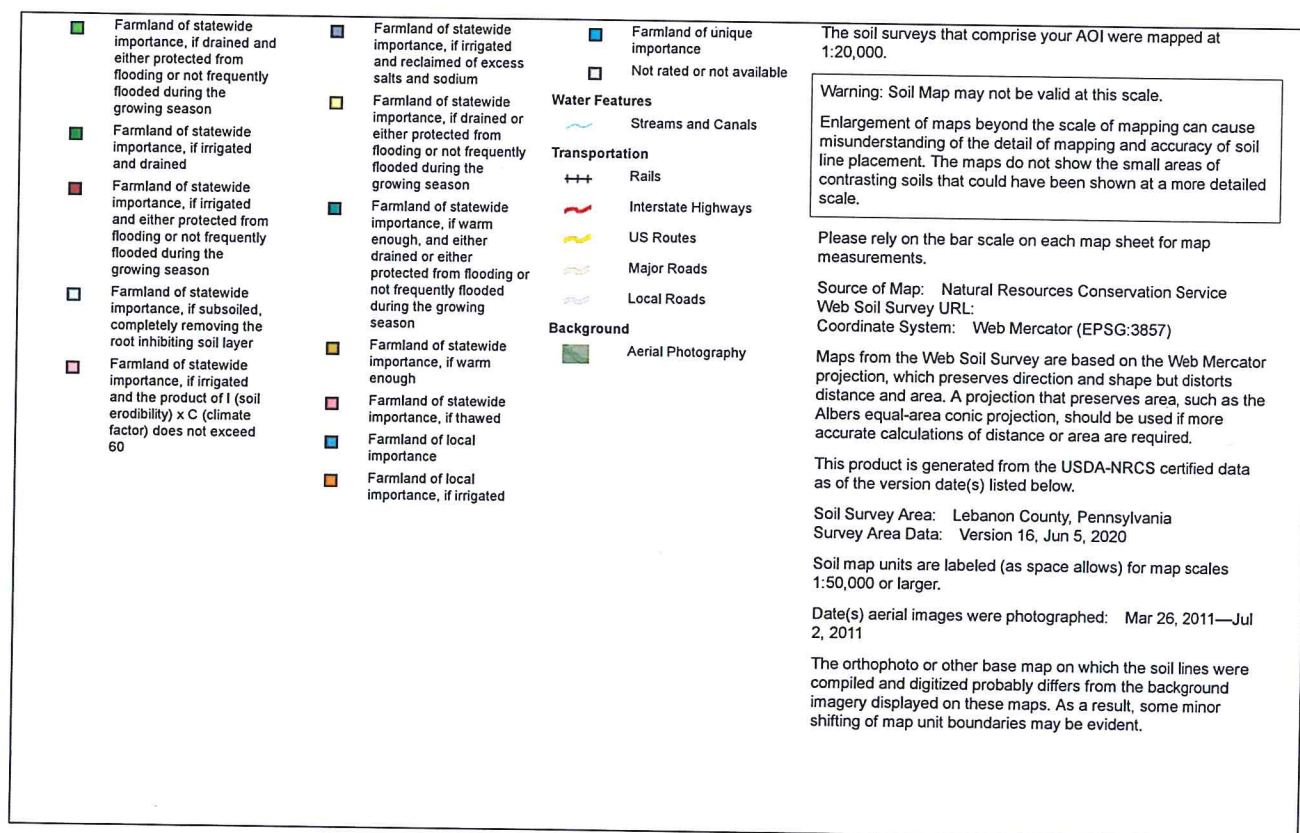 Farmland of statewide
importance, if drained and
either protected from
flooding or not frequently
flooded during the
growing season
Farmland of statewide
importance, if irrigated
and drained
Farmland of statewide
importance, if irrigated
and either protected from
flooding or not frequently
flooded during the
growing season
Farmland of statewide
importance, if subsoiled,
completely removing the
root inhibiting soil layer
Farmland of statewide
importance, if irrigated
and the product of I (soil
erodibility) x C (climate
factor) does not exceed
60
Farmland of statewide
importance, if irrigated
and reclaimed of excess
salts and sodium
Farmland of statewide
importance, if drained or
either protected from
flooding or not frequently
flooded during the
growing season
Farmland of statewide
importance, if warm
enough, and either
drained or either
protected from flooding or
not frequently flooded
during the growing
season
Farmland of statewide
importance, if warm
enough
Farmland of statewide
importance, if thawed
Farmland of local
importance
Farmland of local
importance, if irrigated
Farmland of unique
importance
Not rated or not available
Water Features
Streams and Canals
Transportation
Rails
Interstate Highways
US Routes
Major Roads
Local Roads
Background
Aerial Photography
The soil surveys that comprise your AOI were mapped at
1:20,000.
Warning: Soil Map may not be valid at this scale.
Enlargement of maps beyond the scale of mapping can cause
misunderstanding of the detail of mapping and accuracy of soil
line placement. The maps do not show the small areas of
contrasting soils that could have been shown at a more detailed
scale.
Please rely on the bar scale on each map sheet for map
measurements.
Source of Map: Natural Resources Conservation Service
Web Soil Survey URL:
Coordinate System: Web Mercator (EPSG:3857)
Maps from the Web Soil Survey are based on the Web Mercator
projection, which preserves direction and shape but distorts
distance and area. A projection that preserves area, such as the
Albers equal-area conic projection, should be used if more
accurate calculations of distance or area are required.
This product is generated from the USDA-NRCS certified data
as of the version date(s) listed below.
Soil Survey Area: Lebanon County, Pennsylvania
Survey Area Data: Version 16, Jun 5, 2020
Soil map units are labeled (as space allows) for map scales
1:50,000 or larger.
Date(s) aerial images were photographed: Mar 26, 2011—Jul
2, 2011
The orthophoto or other base map on which the soil lines were
compiled and digitized probably differs from the background
imagery displayed on these maps. As a result, some minor
shifting of map unit boundaries may be evident.